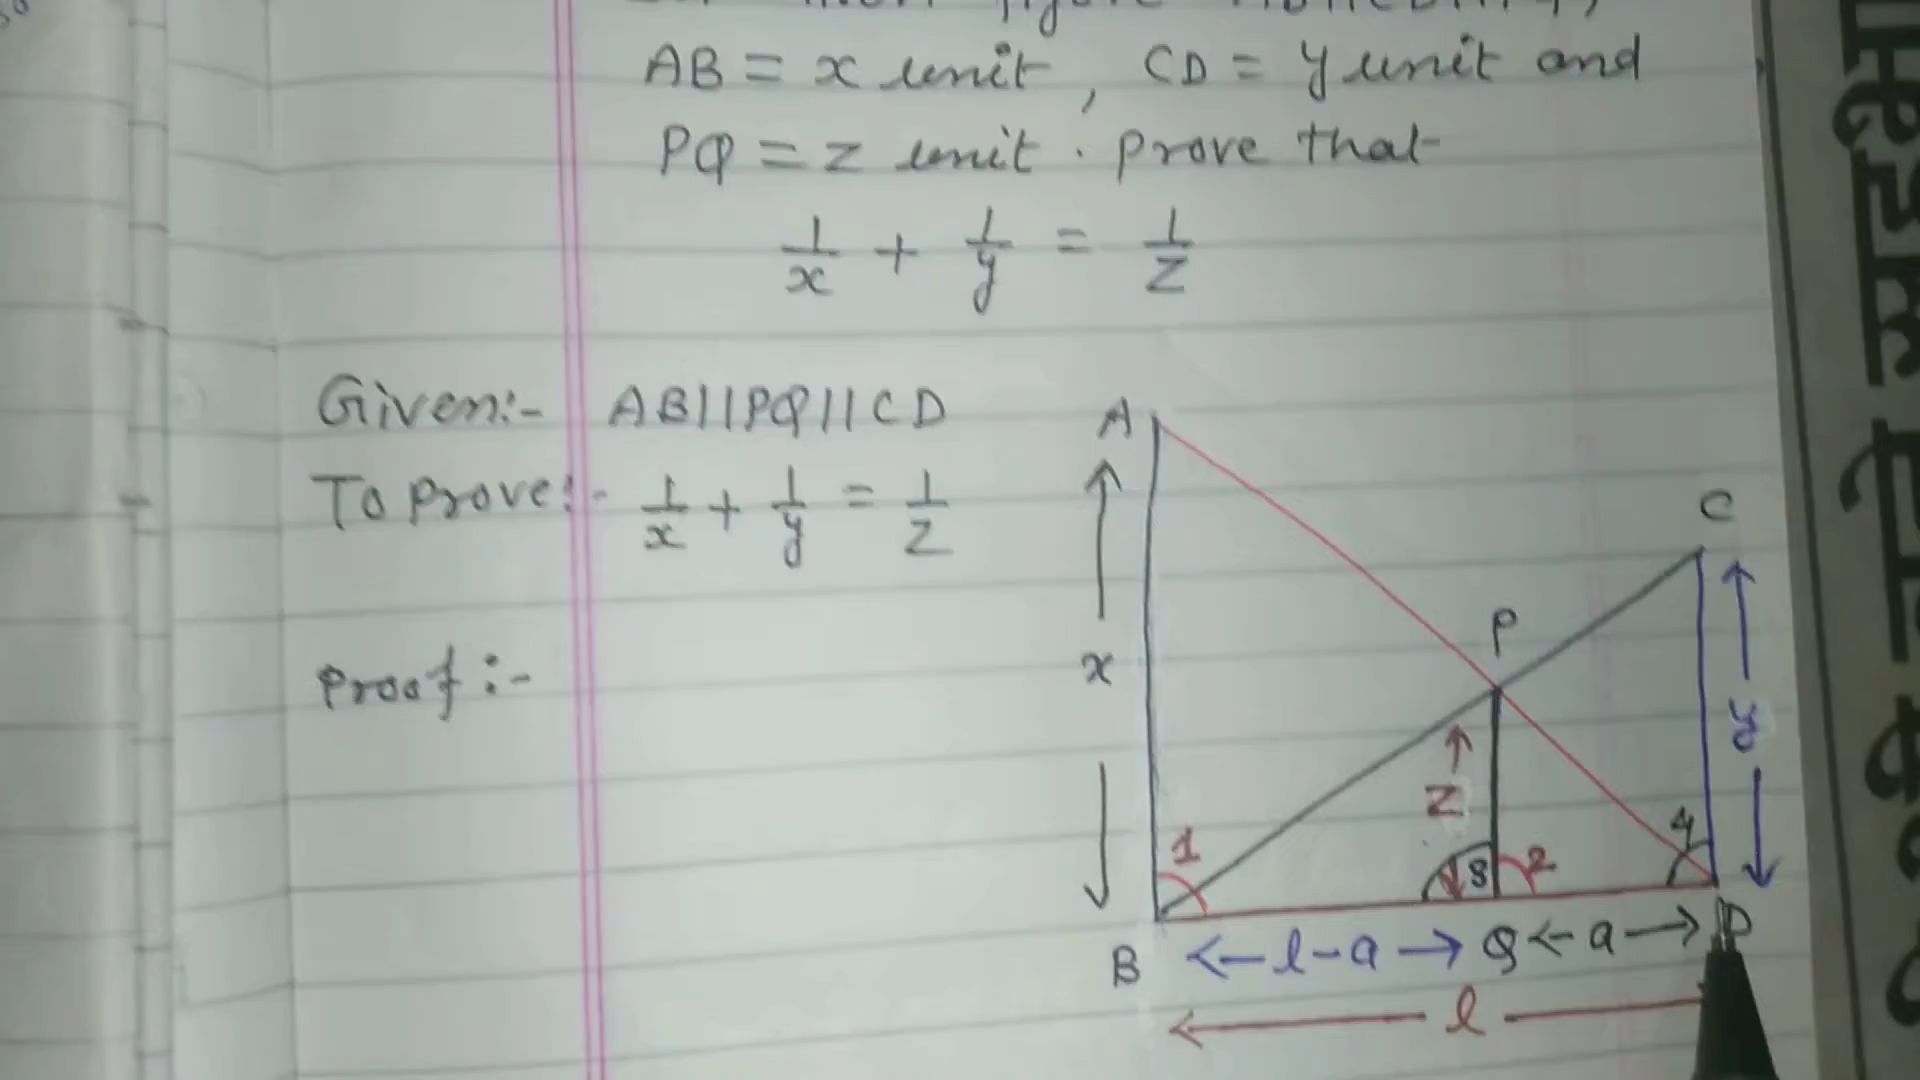 AB = x unit, CD = y unit and
PQ = z unit. Prove that
1/x + 1/y = 1/z
Given:- AB||PQ||CD
To Prove:- 1/x + 1/y = 1/z
Proof :-
A
C
P
x
y
z
1
3
2
4
B
l-a
Q
a
D
l